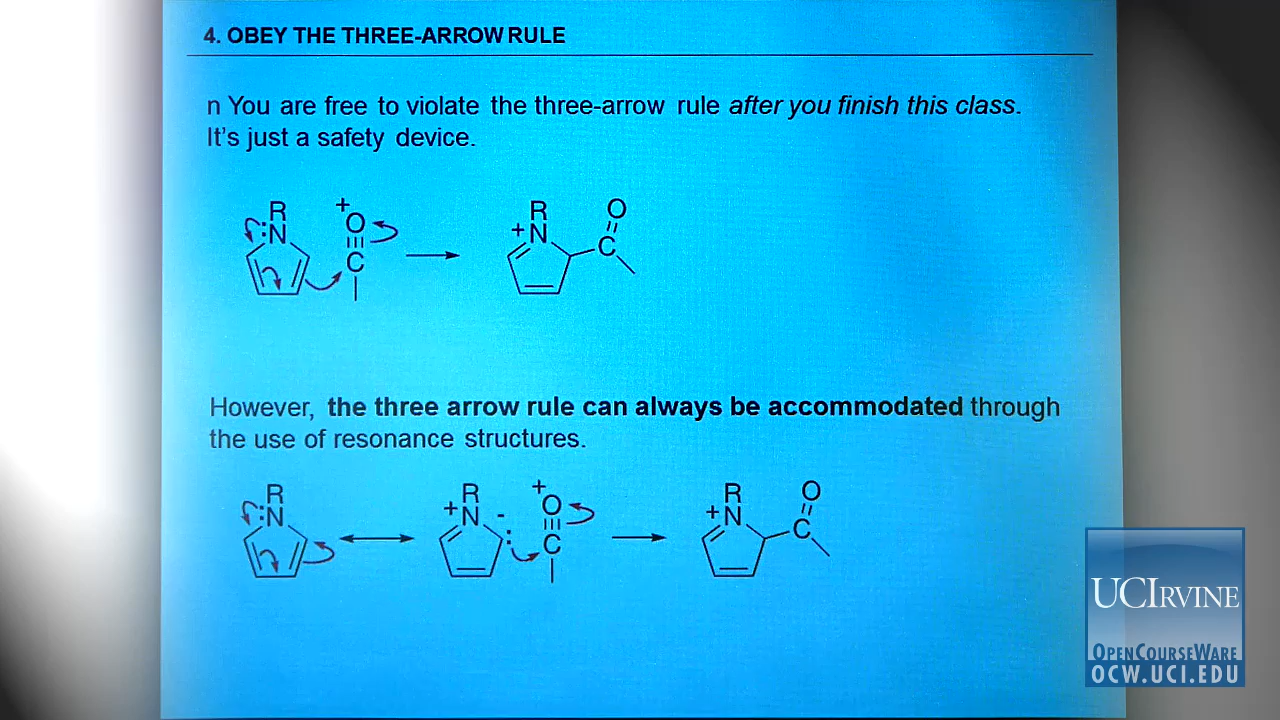 4. OBEY THE THREE-ARROW RULE
n You are free to violate the three-arrow rule after you finish this class.
It's just a safety device.
R
:N
+
O
C
R
+N
O
C
However, the three arrow rule can always be accommodated through
the use of resonance structures.
R
:N
R
+N
-
:
+
O
C
R
+N
O
C
UCIRVINE
OPENCOURSEWARE
OCW.UCI.EDU